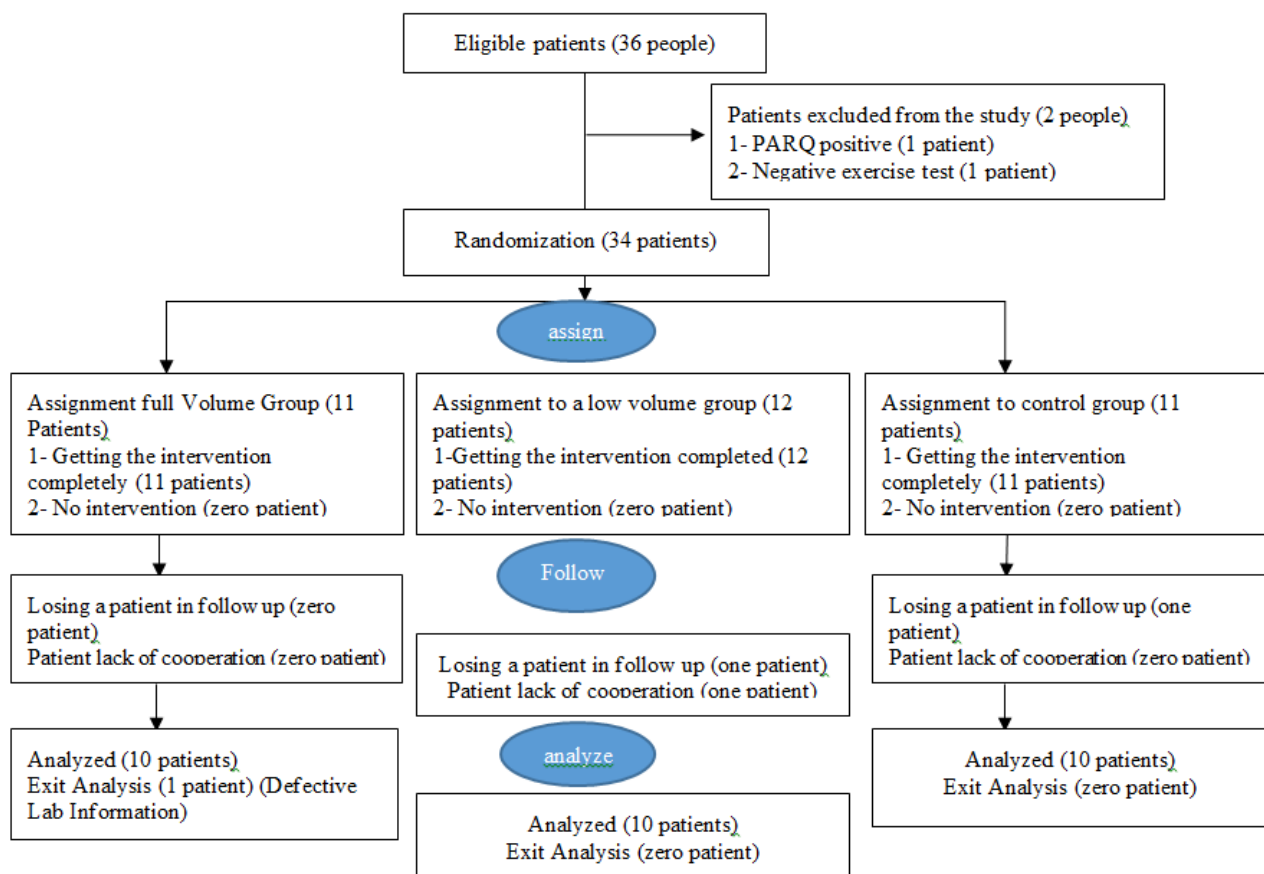 Eligible patients (36 people)
Patients excluded from the study (2 people)
1- PARQ positive (1 patient)
2- Negative exercise test (1 patient)
Randomization (34 patients)
assign
Assignment full Volume Group (11
Patients)
1- Getting the intervention
completely (11 patients)
2- No intervention (zero patient)
Assignment to a low volume group (12
patients)
1-Getting the intervention completed (12
patients)
2- No intervention (zero patient)
Assignment to control group (11
patients)
1- Getting the intervention
completely (11 patients)
2- No intervention (zero patient)
Follow
Losing a patient in follow up (zero
patient)
Patient lack of cooperation (zero patient)
Losing a patient in follow up (one patient)
Patient lack of cooperation (one patient)
Losing a patient in follow up (one
patient)
Patient lack of cooperation (zero patient)
analyze
Analyzed (10 patients)
Exit Analysis (1 patient) (Defective
Lab Information)
Analyzed (10 patients)
Exit Analysis (zero patient)
Analyzed (10 patients)
Exit Analysis (zero patient)